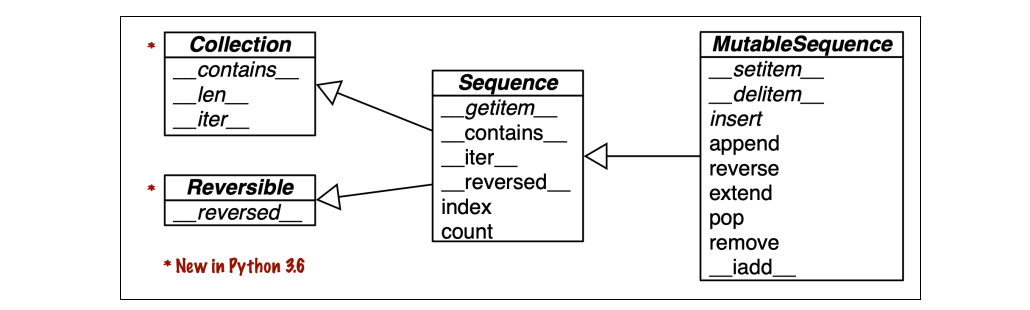 * Collection
__contains__
__len__
__iter__
* Reversible
__reversed__
* New in Python 3.6
Sequence
__getitem__
__contains__
__iter__
__reversed__
index
count
MutableSequence
__setitem__
__delitem__
insert
append
reverse
extend
pop
remove
__iadd__